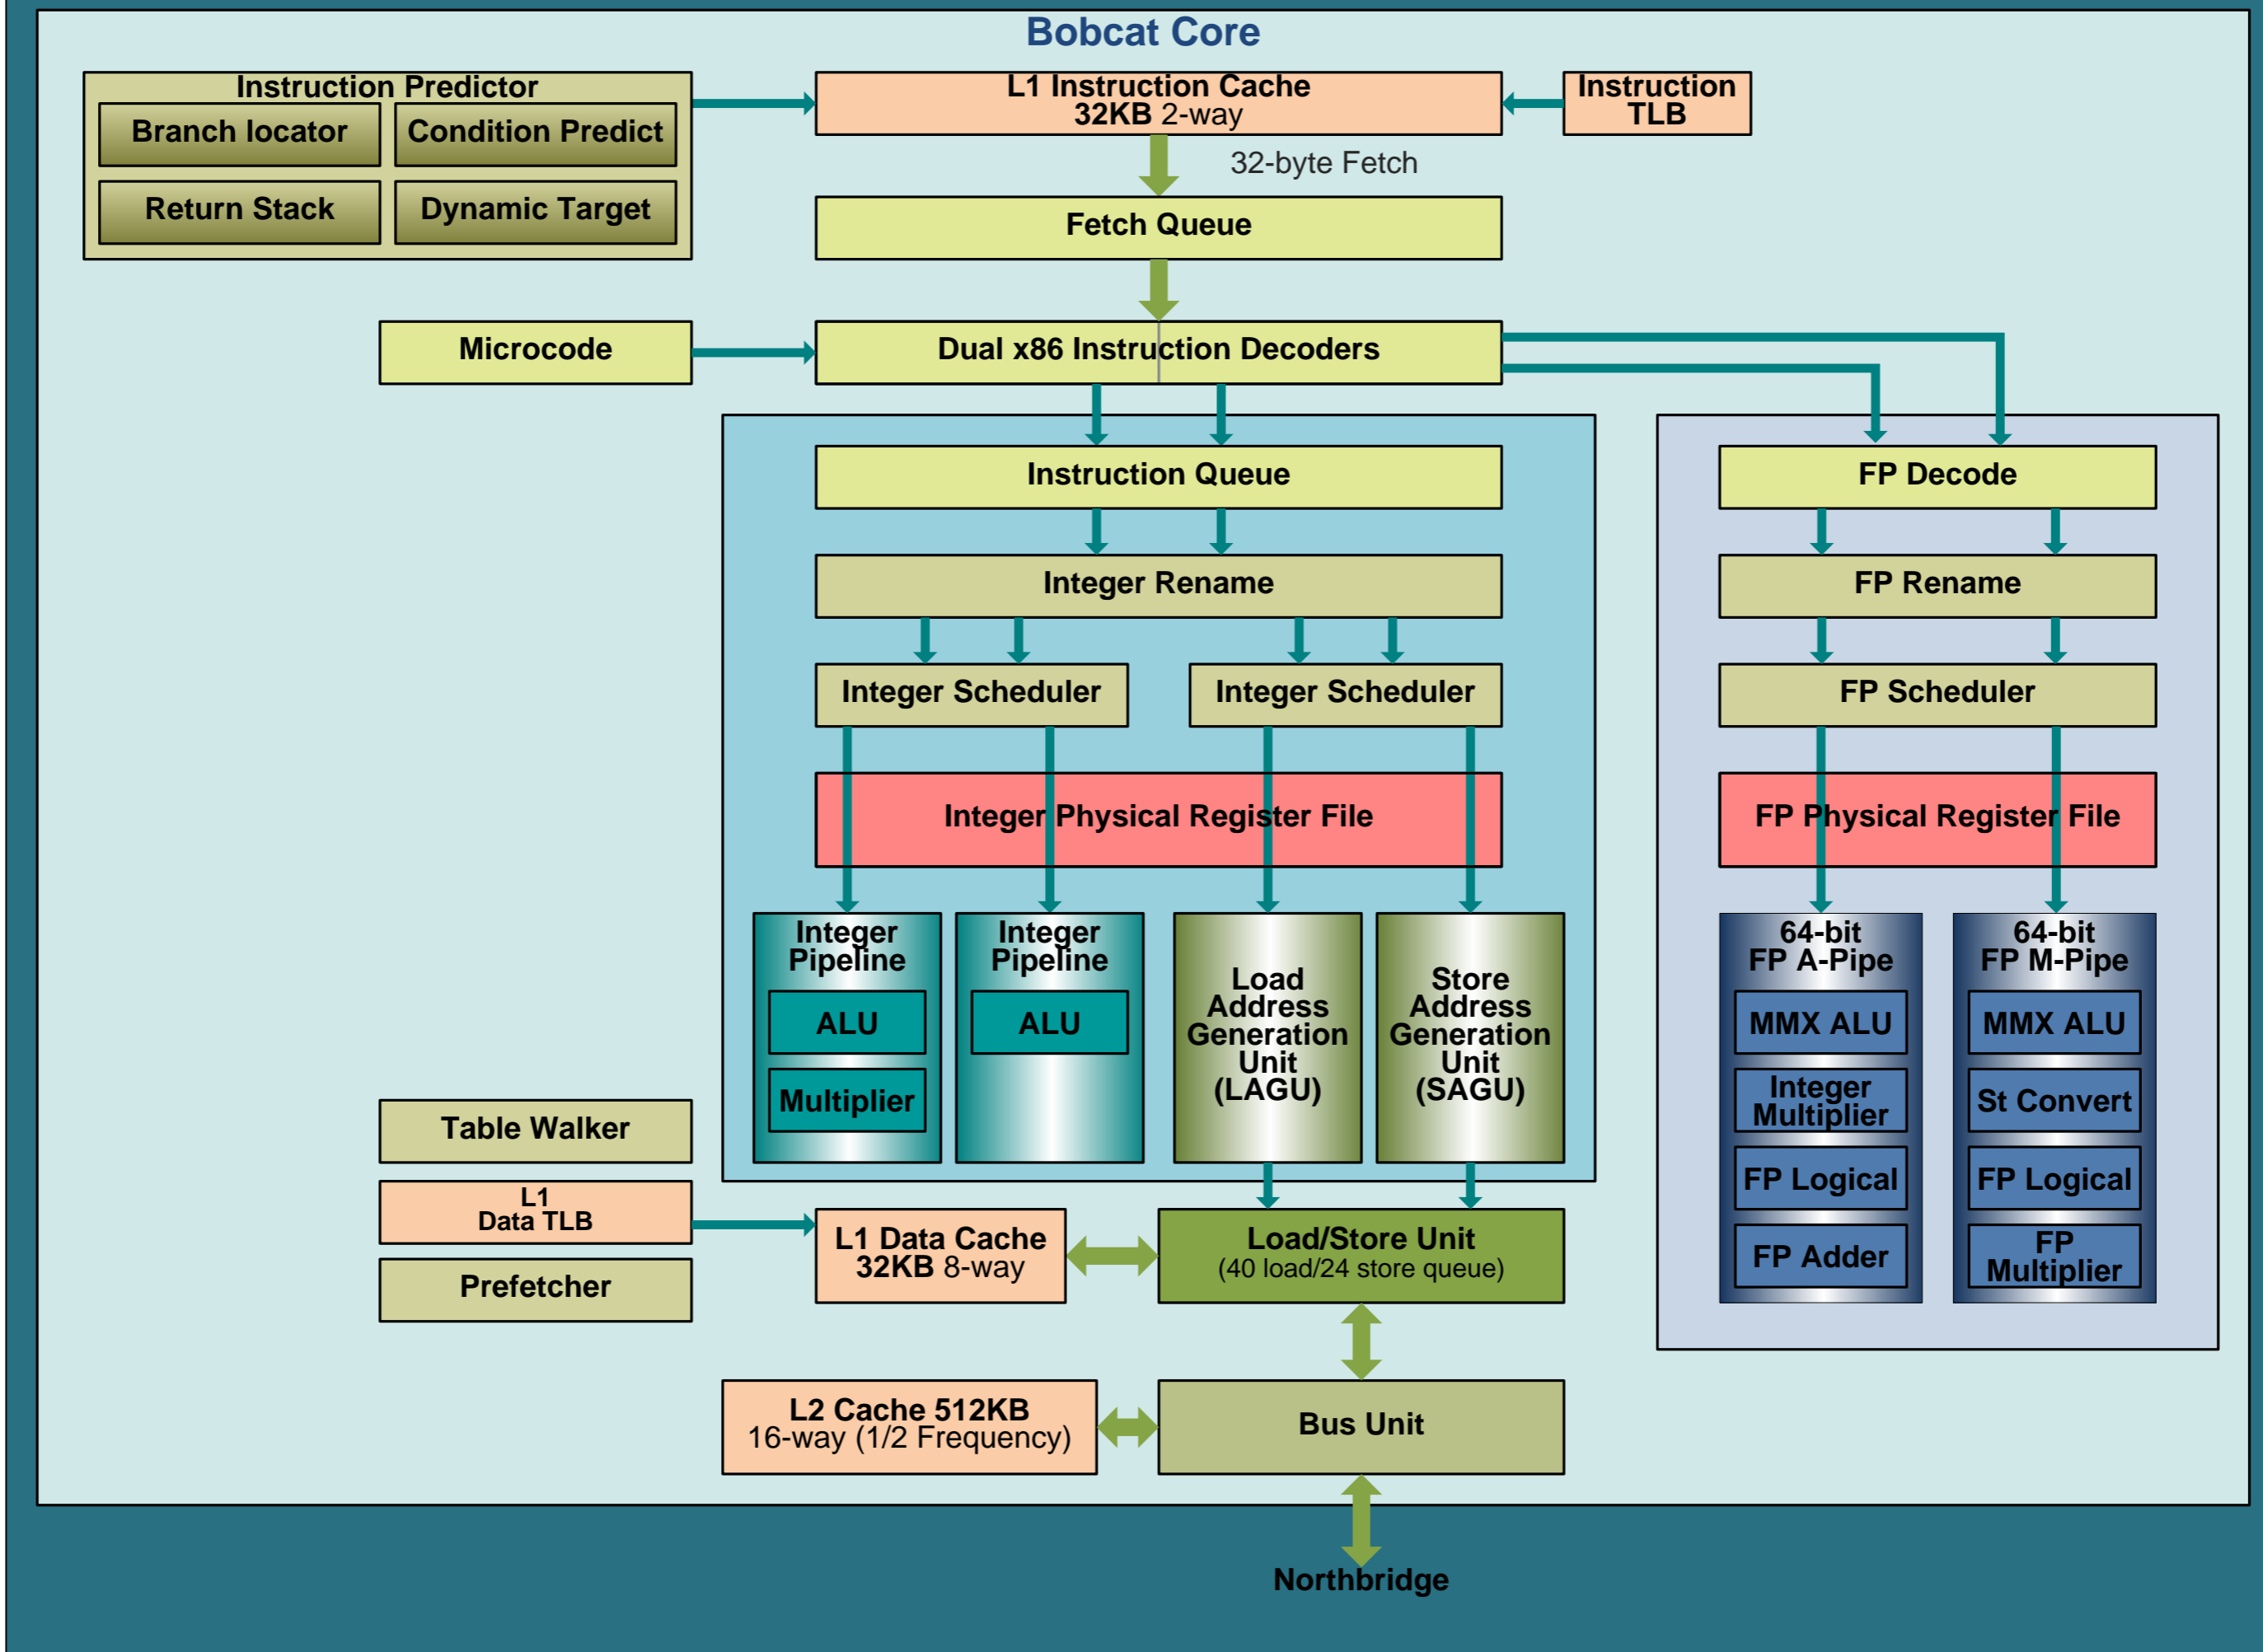 Bobcat Core
Instruction Predictor
Branch locator
Condition Predict
Return Stack
Dynamic Target
L1 Instruction Cache
32KB 2-way
Instruction
TLB
32-byte Fetch
Fetch Queue
Microcode
Dual x86 Instruction Decoders
Instruction Queue
Integer Rename
Integer Scheduler
Integer Scheduler
Integer Physical Register File
Integer
Pipeline
ALU
Multiplier
Integer
Pipeline
ALU
Load
Address
Generation
Unit
(LAGU)
Store
Address
Generation
Unit
(SAGU)
FP Decode
FP Rename
FP Scheduler
FP Physical Register File
64-bit
FP A-Pipe
MMX ALU
Integer
Multiplier
FP Logical
FP Adder
64-bit
FP M-Pipe
MMX ALU
St Convert
FP Logical
FP
Multiplier
Table Walker
L1
Data TLB
Prefetcher
L1 Data Cache
32KB 8-way
Load/Store Unit
(40 load/24 store queue)
L2 Cache 512KB
16-way (1/2 Frequency)
Bus Unit
Northbridge